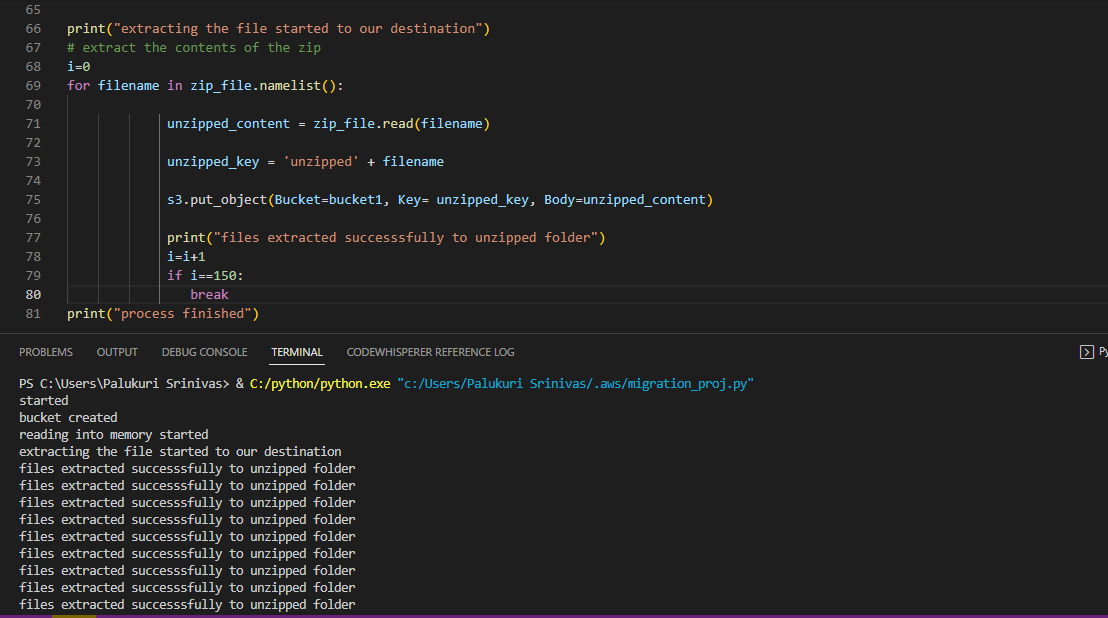 65
66 print("extracting the file started to our destination")
67 # extract the contents of the zip
68 i=0
69 for filename in zip_file.namelist():
70
71 unzipped_content = zip_file.read(filename)
72
73 unzipped_key = 'unzipped' + filename
74
75 s3.put_object(Bucket=bucket1, Key= unzipped_key, Body=unzipped_content)
76
77 print("files extracted successsfully to unzipped folder")
78 i=i+1
79 if i==150:
80 break
81 print("process finished")
PROBLEMS OUTPUT DEBUG CONSOLE TERMINAL CODEWHISPERER REFERENCE LOG Py
PS C:\Users\Palukuri Srinivas> & C:/python/python.exe "c:/Users/Palukuri Srinivas/.aws/migration_proj.py"
started
bucket created
reading into memory started
extracting the file started to our destination
files extracted successsfully to unzipped folder
files extracted successsfully to unzipped folder
files extracted successsfully to unzipped folder
files extracted successsfully to unzipped folder
files extracted successsfully to unzipped folder
files extracted successsfully to unzipped folder
files extracted successsfully to unzipped folder
files extracted successsfully to unzipped folder
files extracted successsfully to unzipped folder